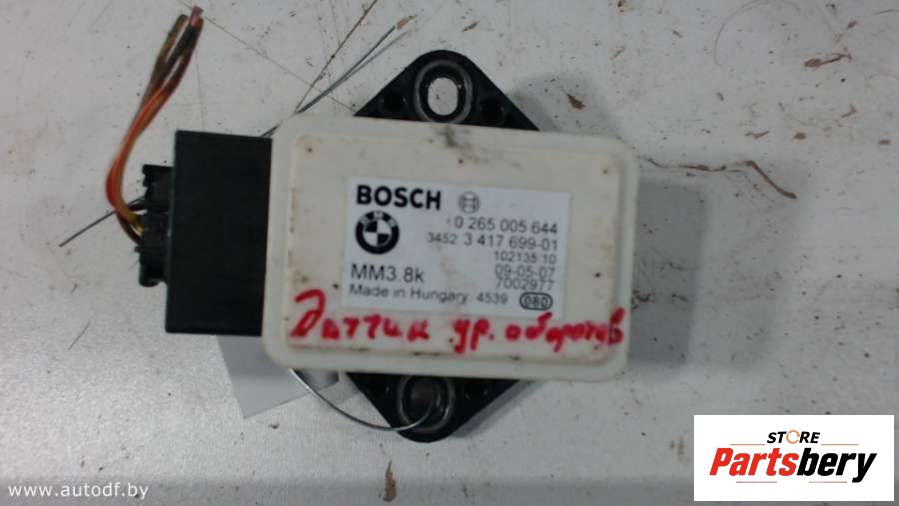 BOSCH
0 265 005 644
BMW
3452 3 417 699-01
102135 10
MM3.8k
09-05-07
7002977
Made in Hungary 4539 080
Датчик ур. оборотов
www.autodf.by
STORE
Partsbery